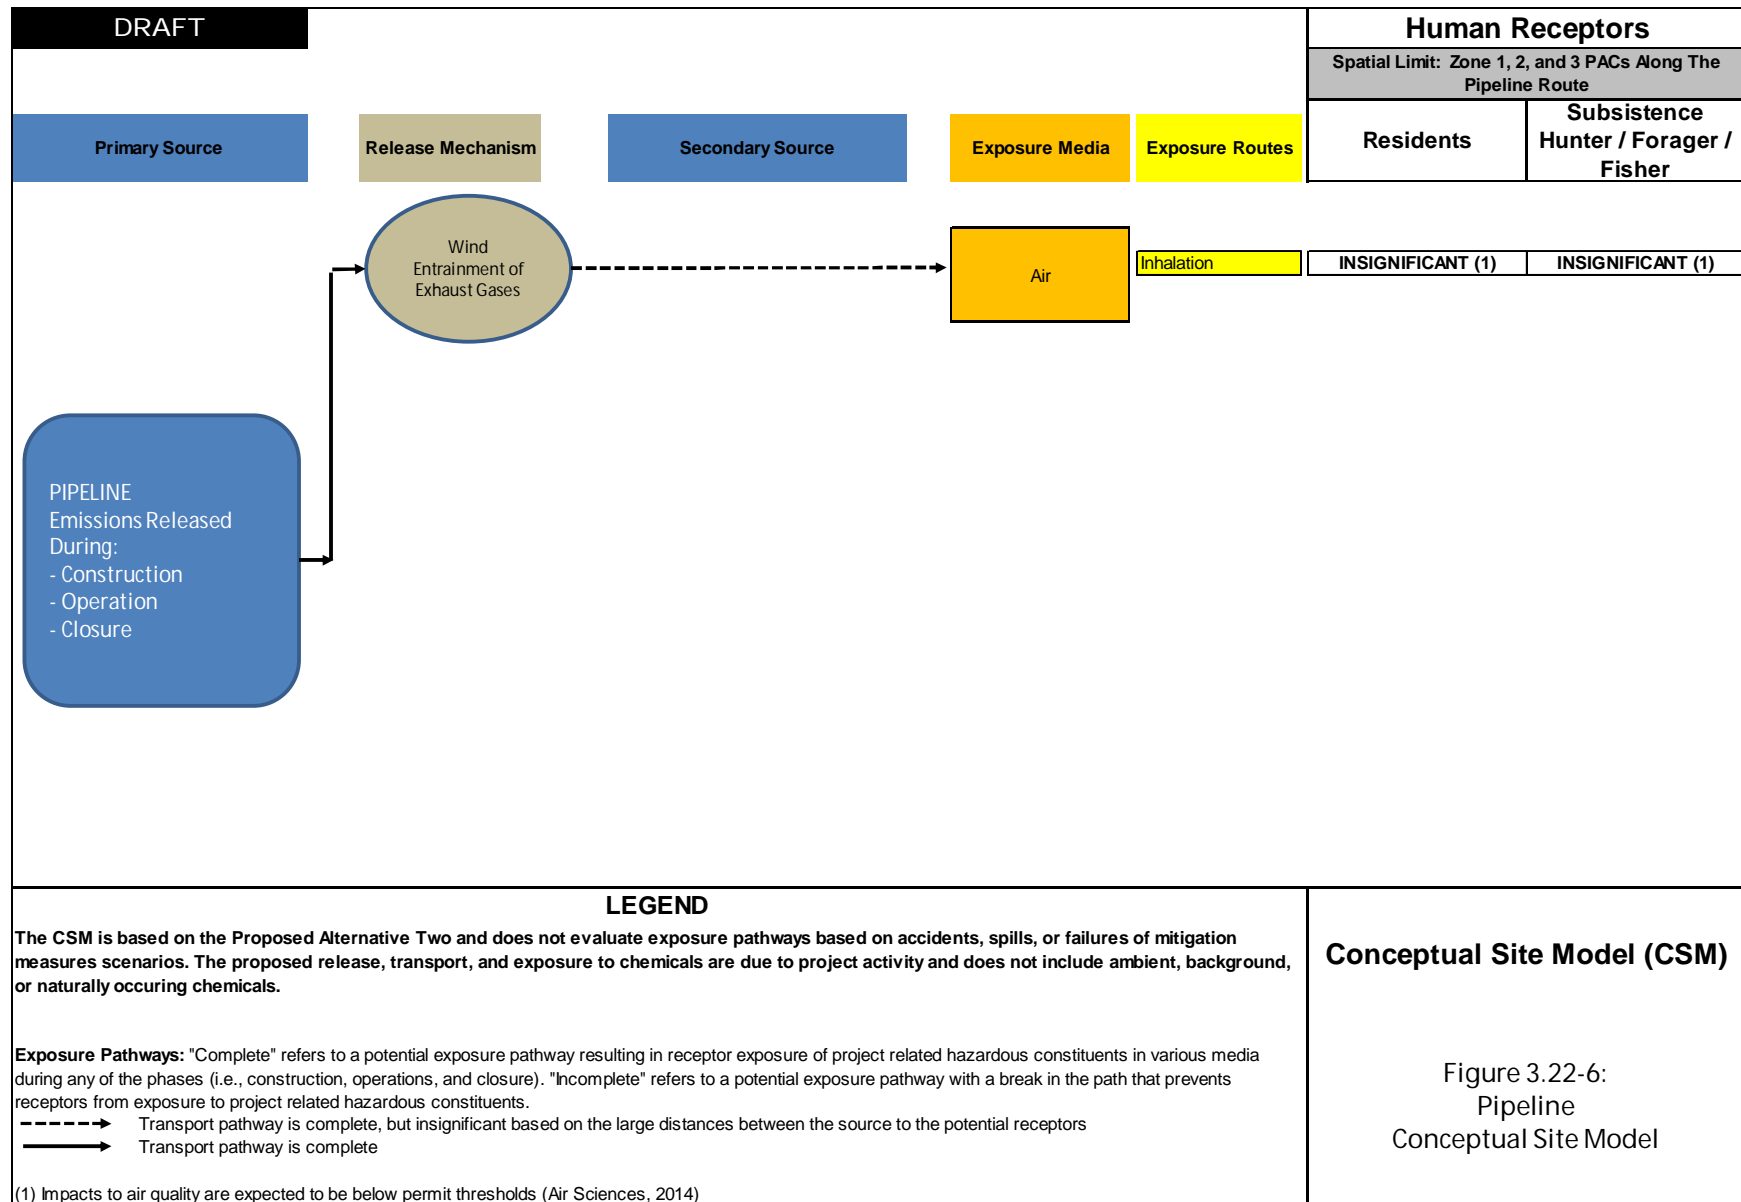 DRAFT
Human Receptors
Spatial Limit: Zone 1, 2, and 3 PACs Along The
Pipeline Route
Primary Source
Release Mechanism
Secondary Source
Exposure Media
Exposure Routes
Residents
Subsistence
Hunter / Forager /
Fisher
Wind
Entrainment of
Exhaust Gases
Air
Inhalation
INSIGNIFICANT (1)
INSIGNIFICANT (1)
PIPELINE
Emissions Released
During:
- Construction
- Operation
- Closure
LEGEND
The CSM is based on the Proposed Alternative Two and does not evaluate exposure pathways based on accidents, spills, or failures of mitigation
measures scenarios. The proposed release, transport, and exposure to chemicals are due to project activity and does not include ambient, background,
or naturally occuring chemicals.
Exposure Pathways: "Complete" refers to a potential exposure pathway resulting in receptor exposure of project related hazardous constituents in various media
during any of the phases (i.e., construction, operations, and closure). "Incomplete" refers to a potential exposure pathway with a break in the path that prevents
receptors from exposure to project related hazardous constituents.
Transport pathway is complete, but insignificant based on the large distances between the source to the potential receptors
Transport pathway is complete
(1) Impacts to air quality are expected to be below permit thresholds (Air Sciences, 2014)
Conceptual Site Model (CSM)
Figure 3.22-6:
Pipeline
Conceptual Site Model